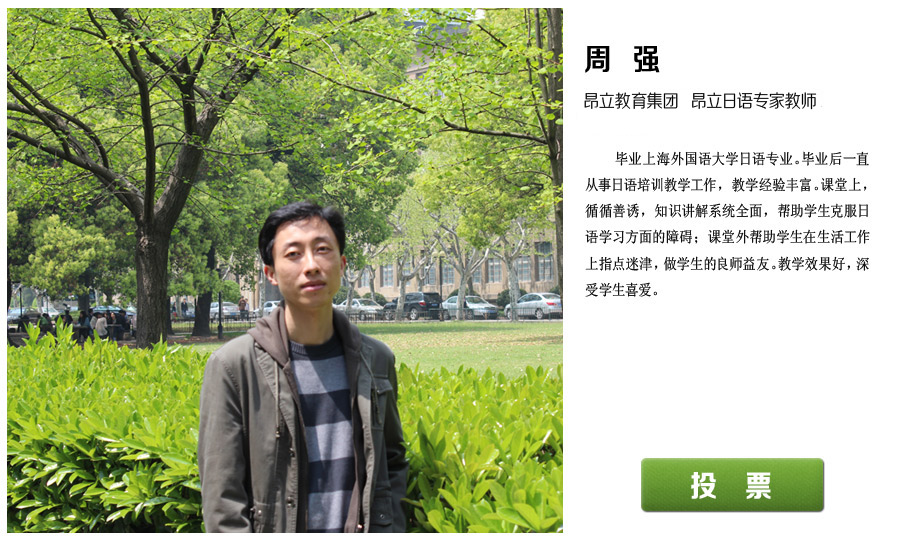 周 强
昂立教育集团 昂立日语专家教师
毕业上海外国语大学日语专业。毕业后一直
从事日语培训教学工作，教学经验丰富。课堂上，
循循善诱，知识讲解系统全面，帮助学生克服日
语学习方面的障碍；课堂外帮助学生在生活工作
上指点迷津，做学生的良师益友。教学效果好，深
受学生喜爱。
投 票